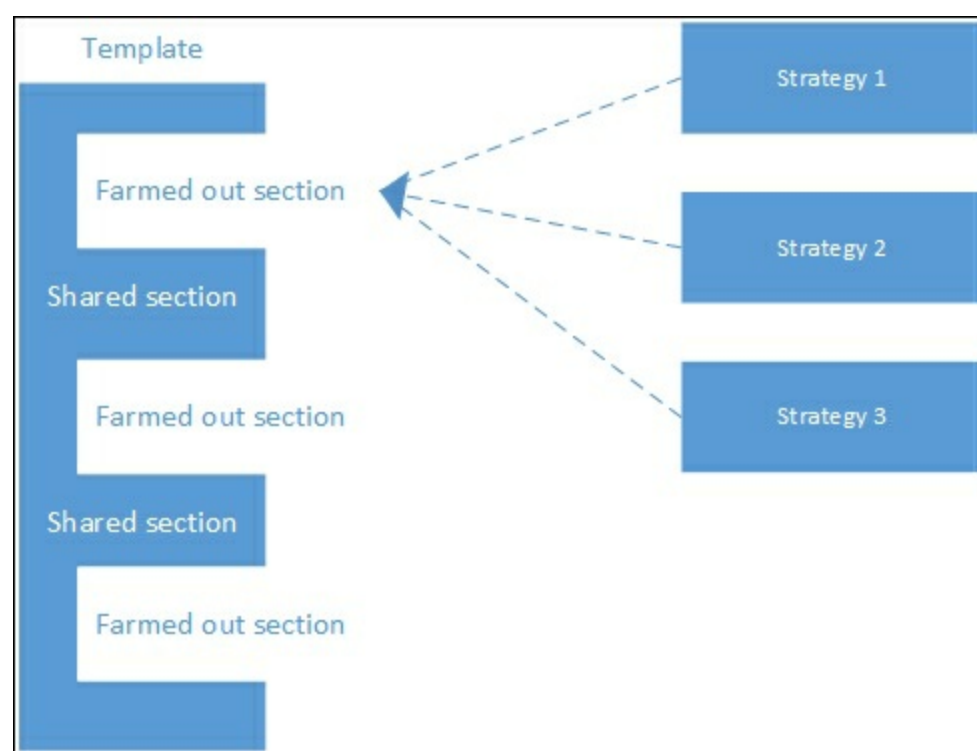 Template
Farmed out section
Shared section
Farmed out section
Shared section
Farmed out section
Strategy 1
Strategy 2
Strategy 3